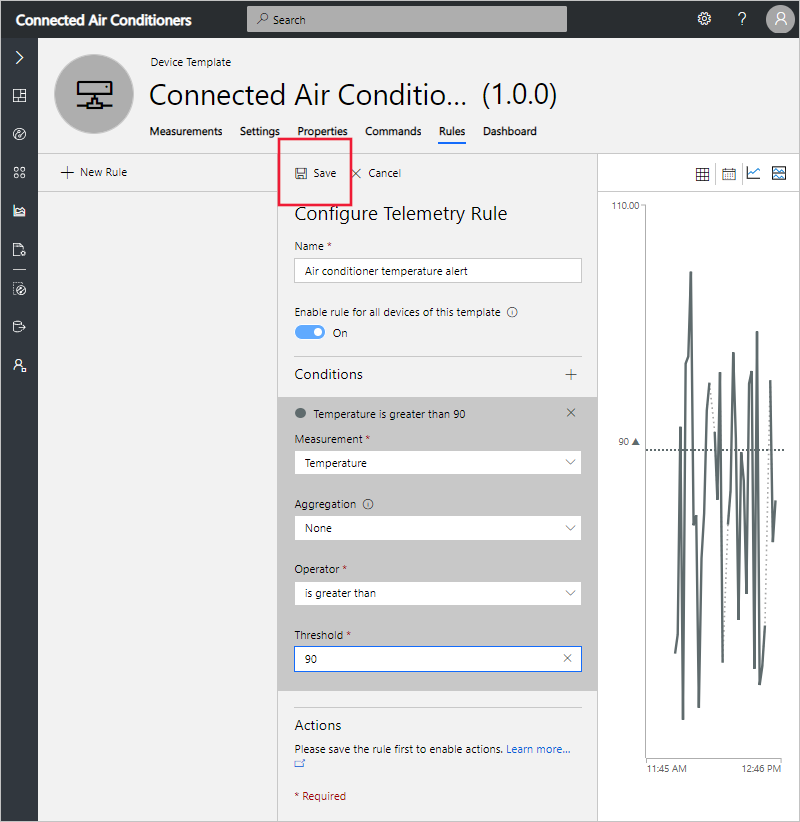 Connected Air Conditioners
Search
?
Device Template
Connected Air Conditio... (1.0.0)
Measurements Settings Properties Commands Rules Dashboard
New Rule
Save Cancel
Configure Telemetry Rule
Name *
Air conditioner temperature alert
Enable rule for all devices of this template
On
Conditions
Temperature is greater than 90
Measurement *
Temperature
Aggregation
None
Operator *
is greater than
Threshold *
90
Actions
Please save the rule first to enable actions. Learn more...
* Required
110.00
90
11:45 AM 12:46 PM